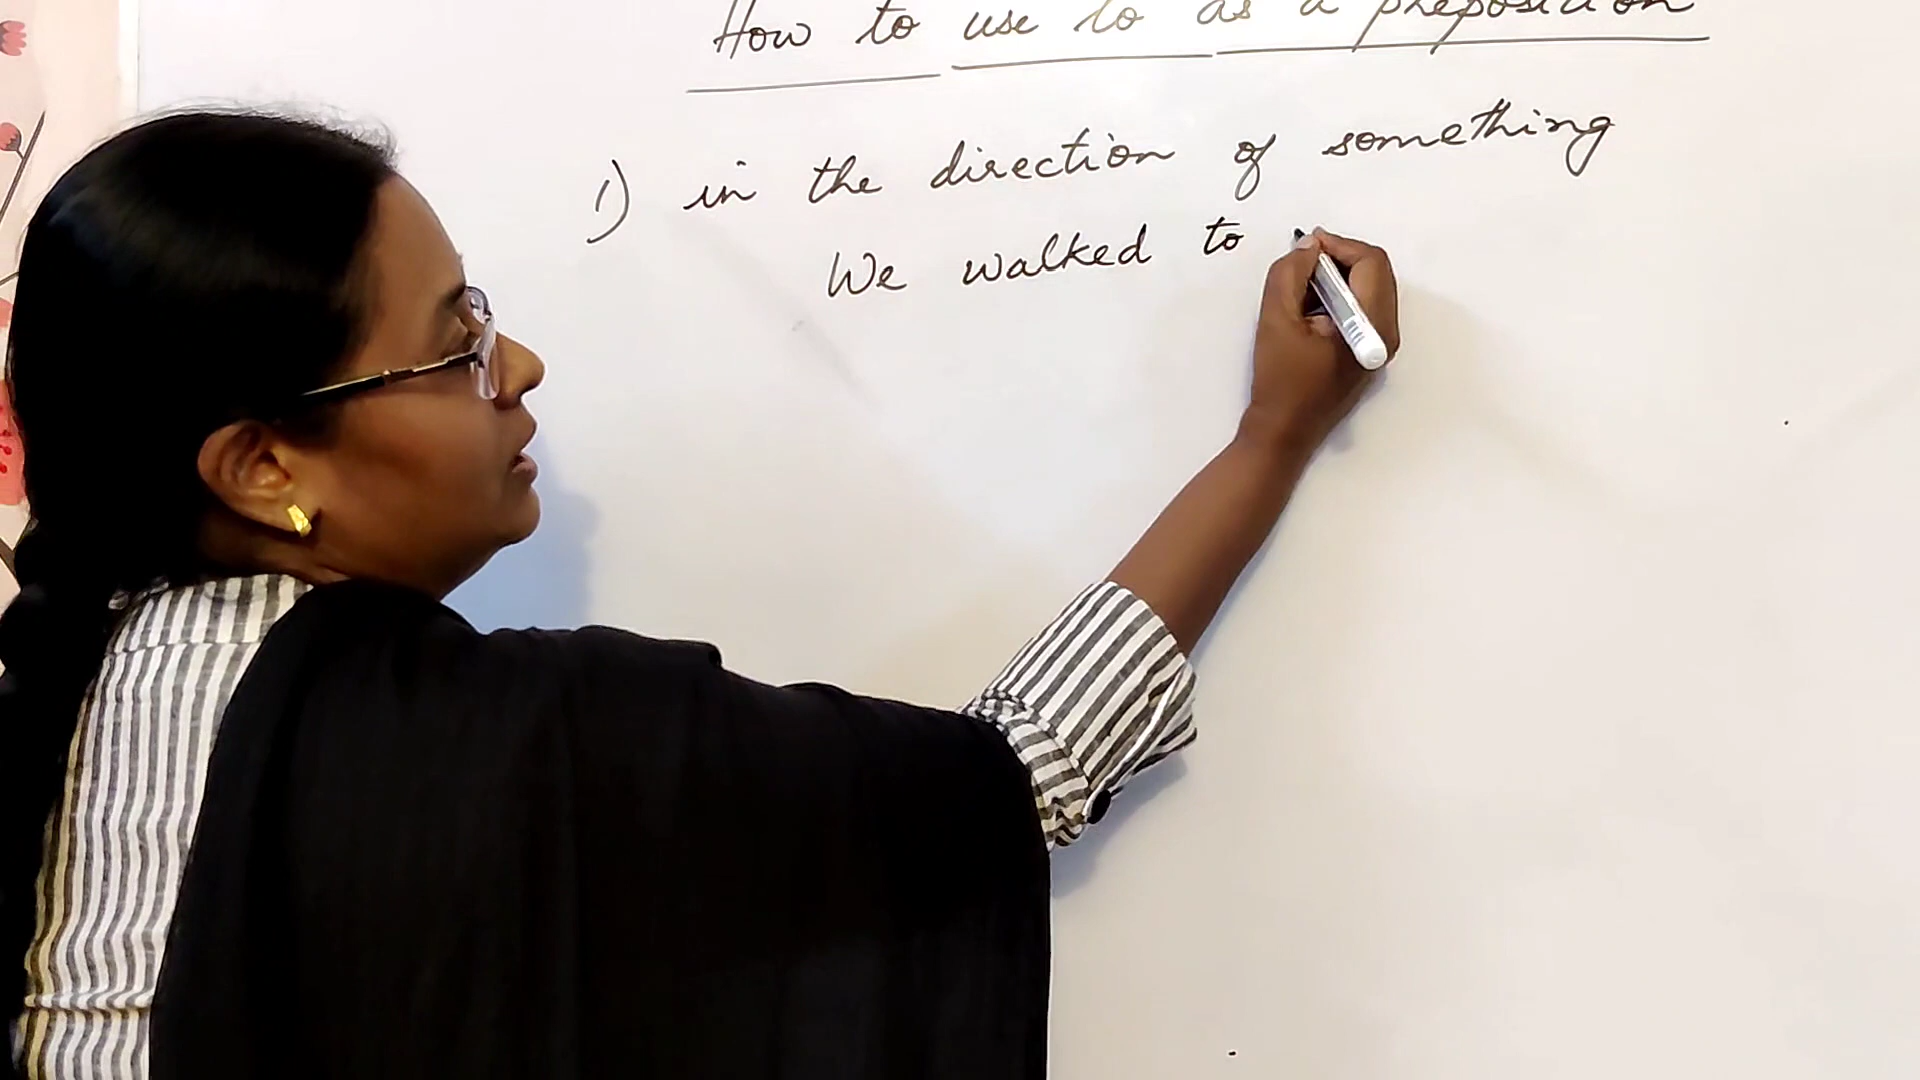 How to use to as a preposition
1) in the direction of something
We walked to